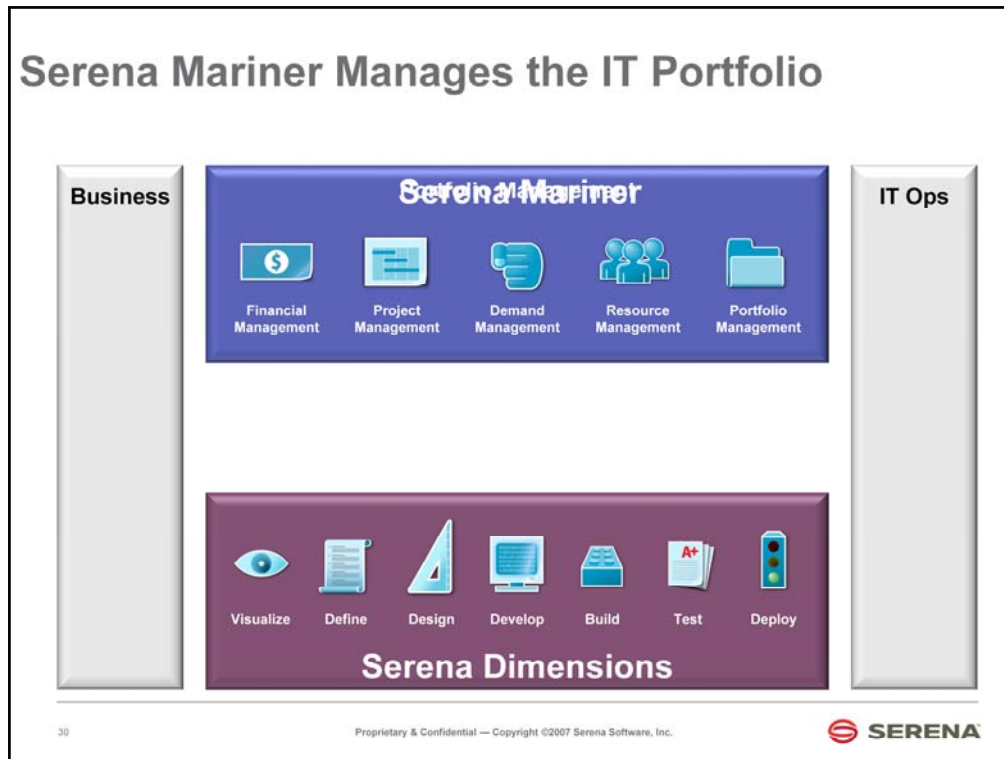 Serena Mariner Manages the IT Portfolio
Business
Serena Mariner
Portfolio Management
IT Ops
Financial
Management
Project
Management
Demand
Management
Resource
Management
Portfolio
Management
A+
Visualize
Define
Design
Develop
Build
Test
Deploy
Serena Dimensions
30
Proprietary & Confidential — Copyright ©2007 Serena Software, Inc.
SERENA